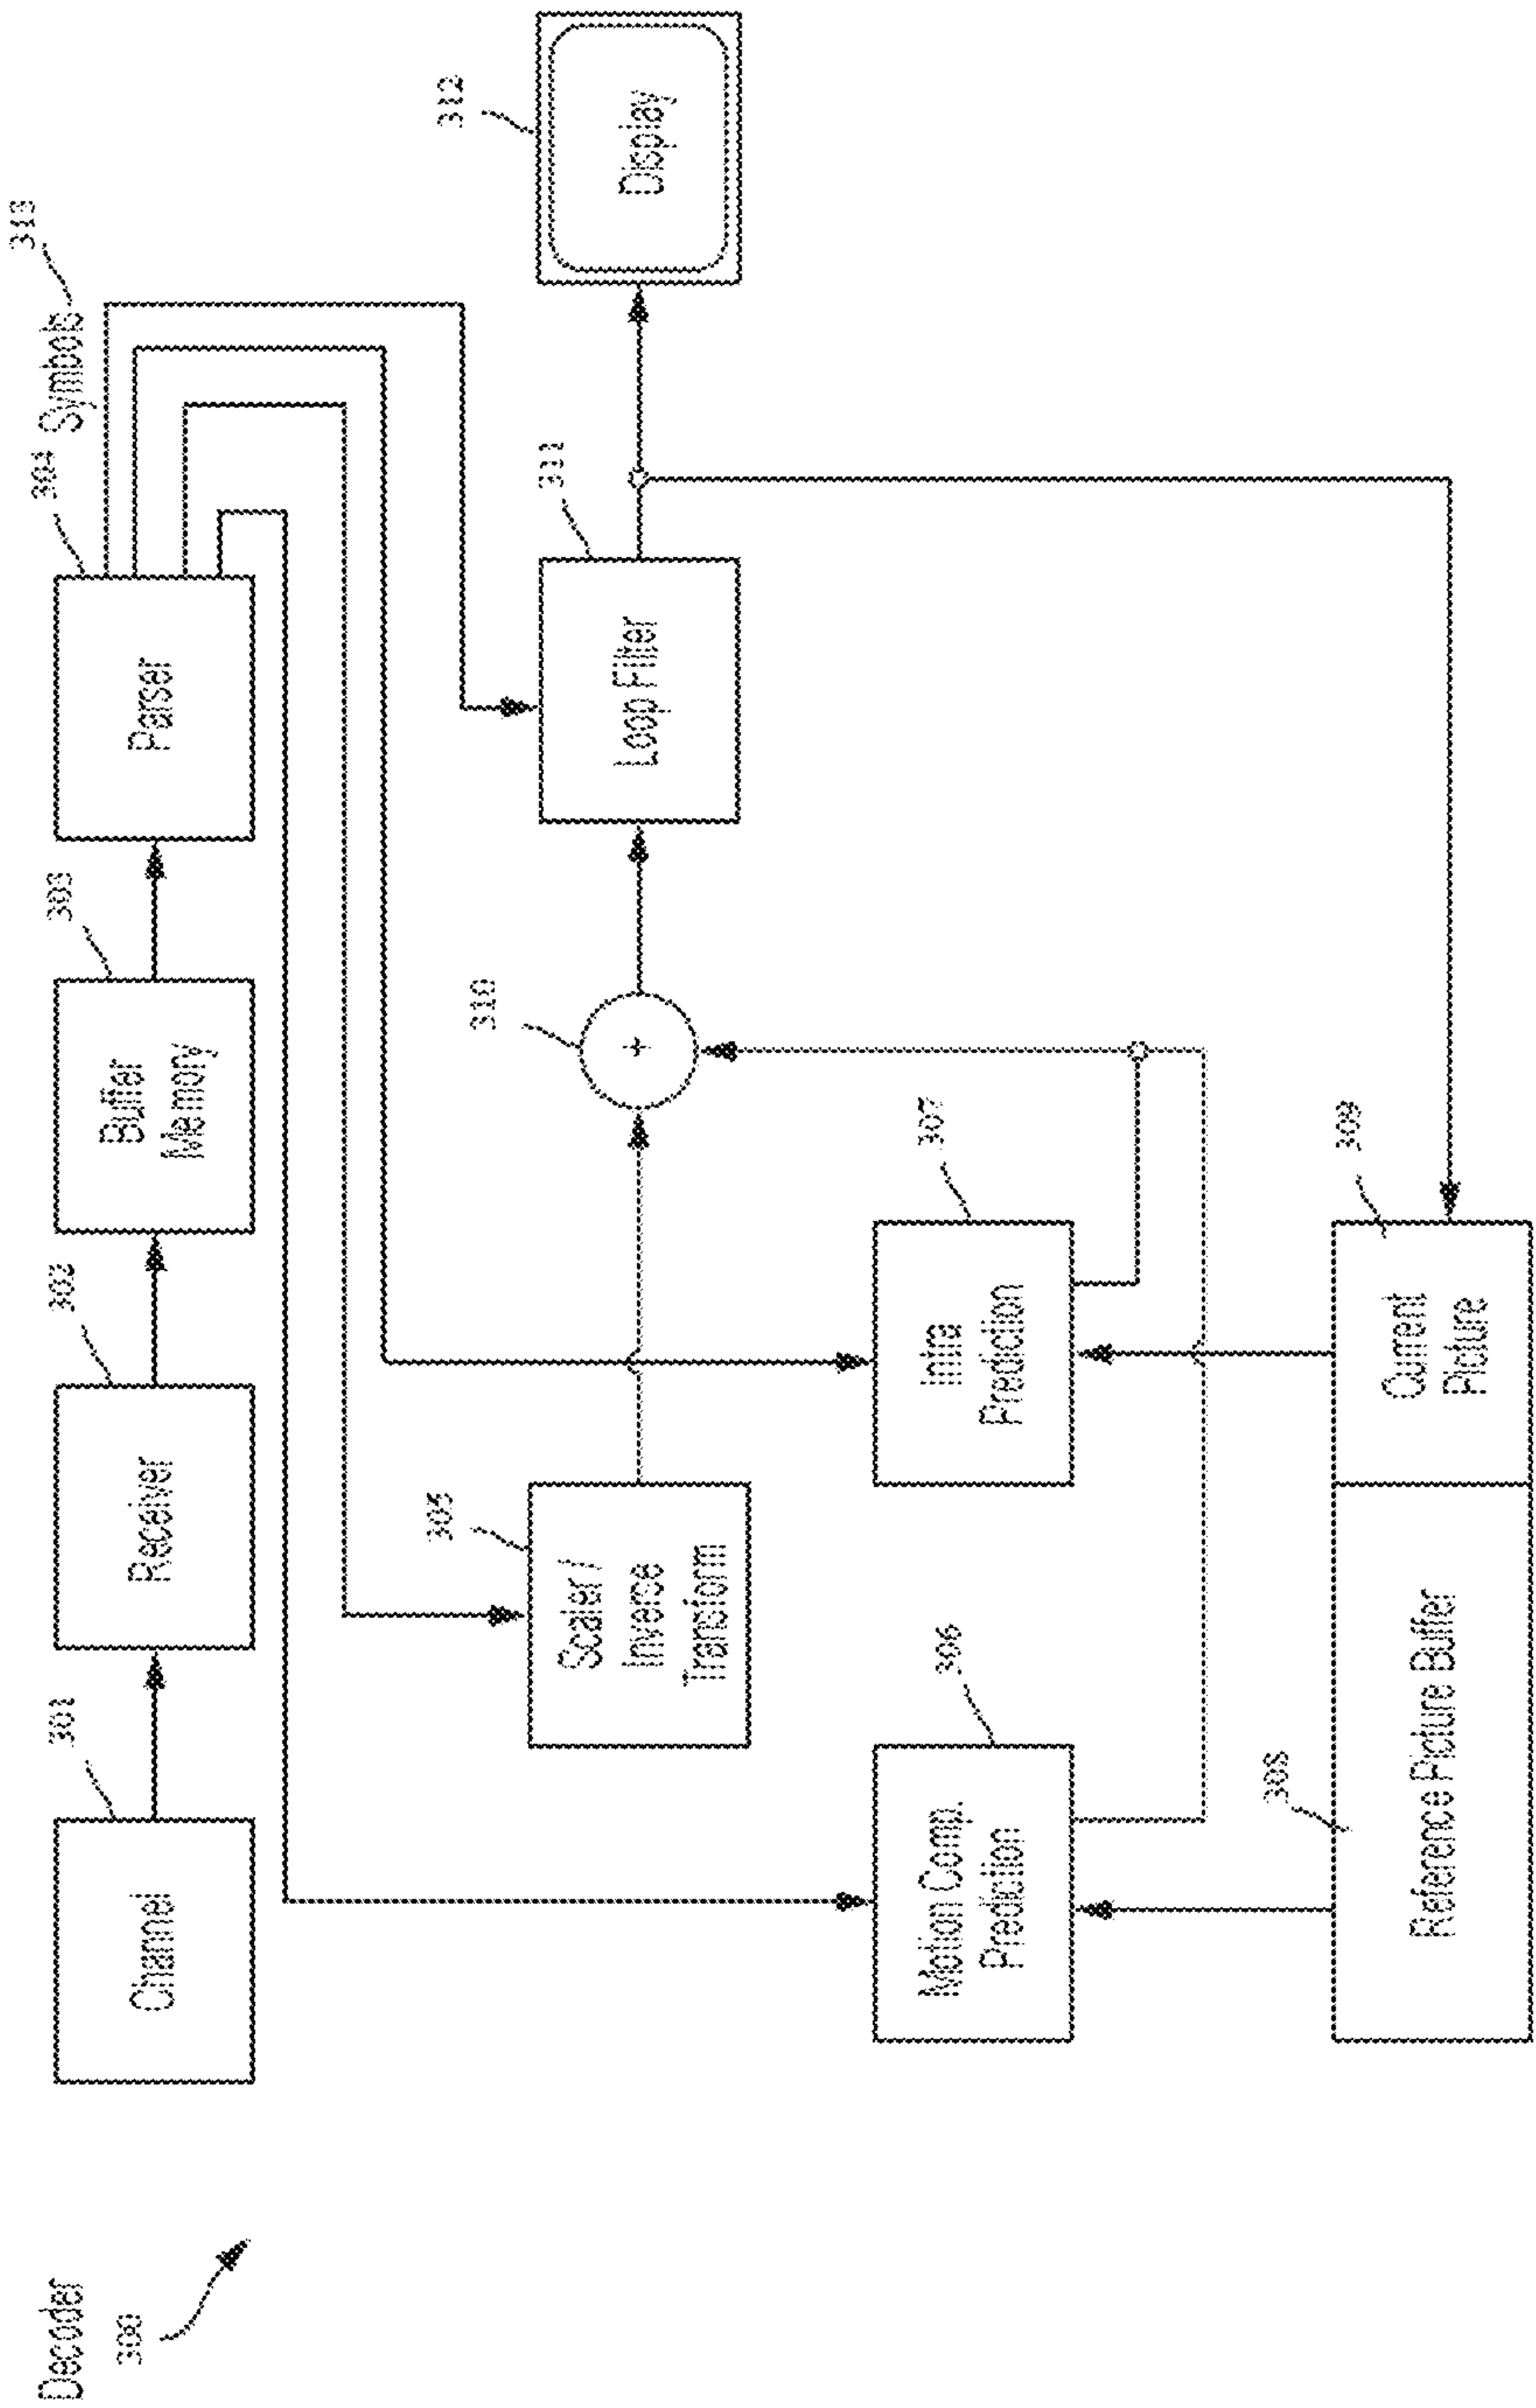 Decoder
300
301
Channel
302
Receiver
303
Buffer
Memory
304
Parser
Symbols
313
305
Scaler /
Inverse
Transform
310
+
311
Loop Filter
312
Display
306
Motion Comp.
Prediction
307
Intra
Prediction
308
Reference Picture Buffer
309
Current
Picture